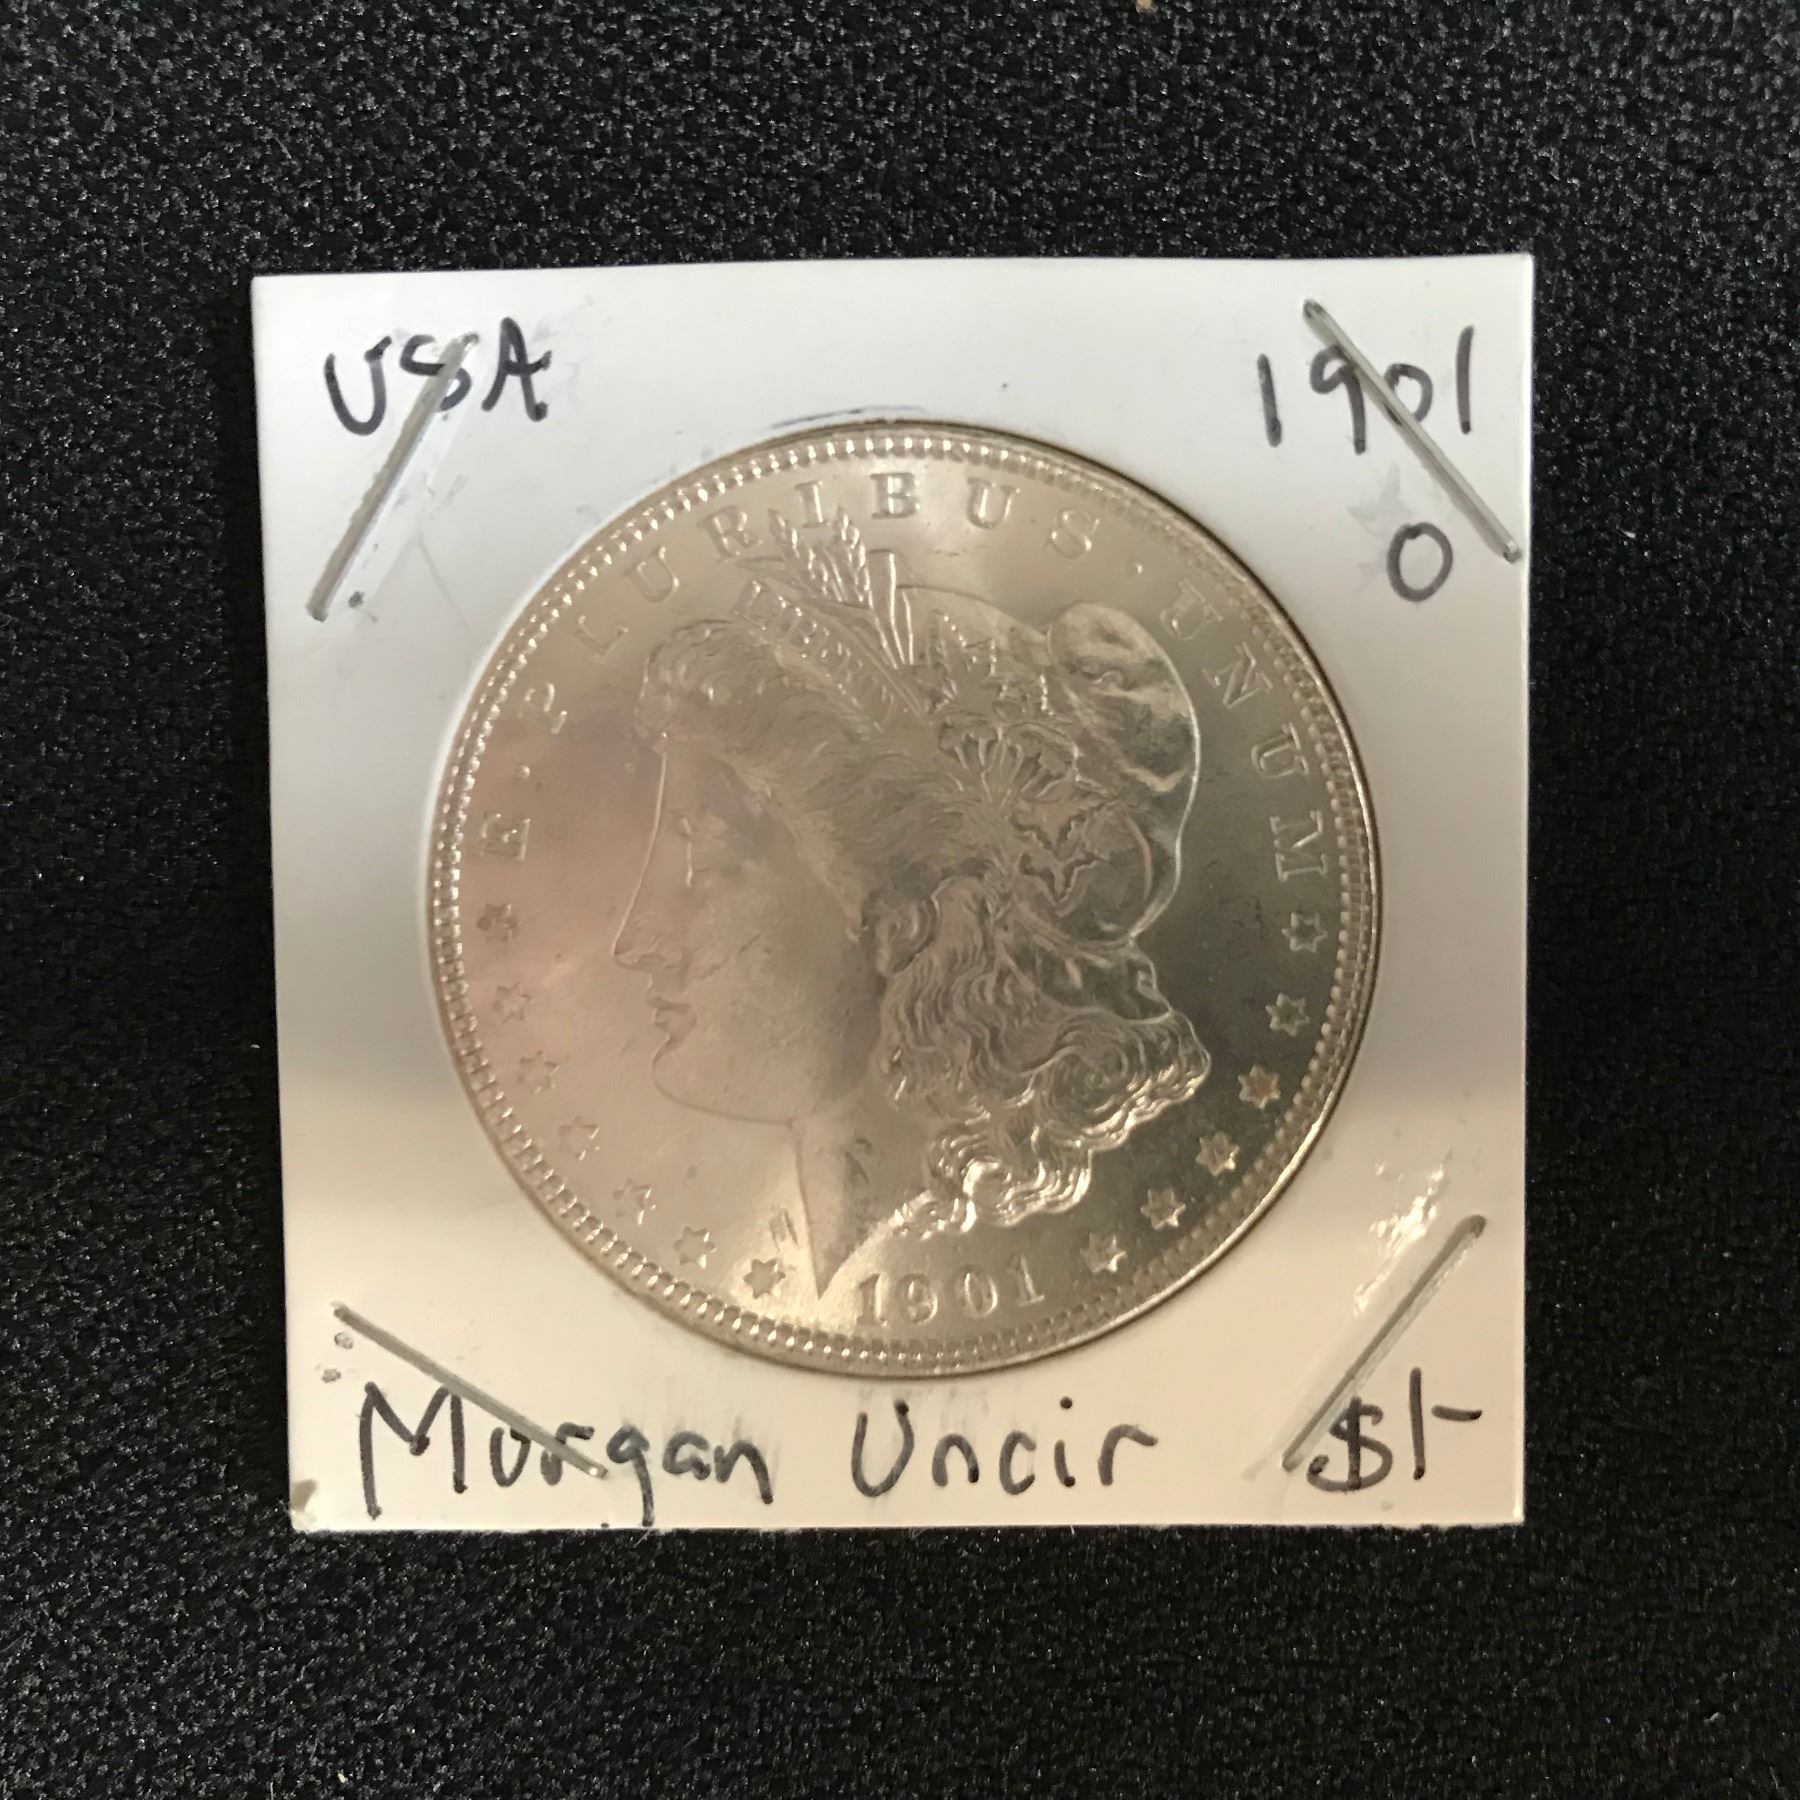 USA 1901
O
E · PLURIBUS · UNUM
LIBERTY
1901
Morgan Uncir $1-